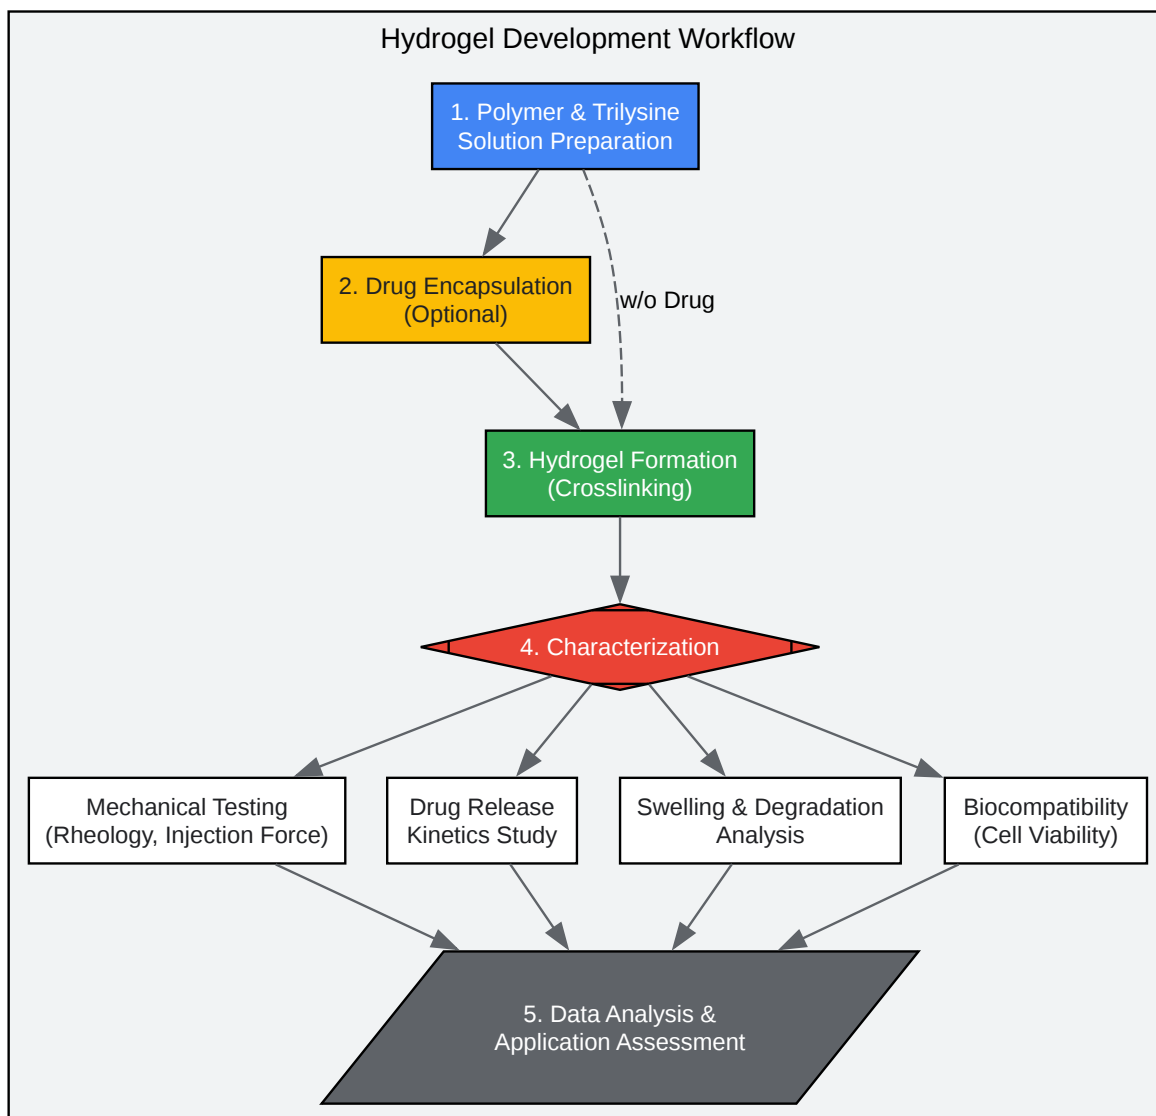 Hydrogel Development Workflow
1. Polymer & Trilysine
Solution Preparation
2. Drug Encapsulation
(Optional)
w/o Drug
3. Hydrogel Formation
(Crosslinking)
4. Characterization
Mechanical Testing
(Rheology, Injection Force)
Drug Release
Kinetics Study
Swelling & Degradation
Analysis
Biocompatibility
(Cell Viability)
5. Data Analysis &
Application Assessment